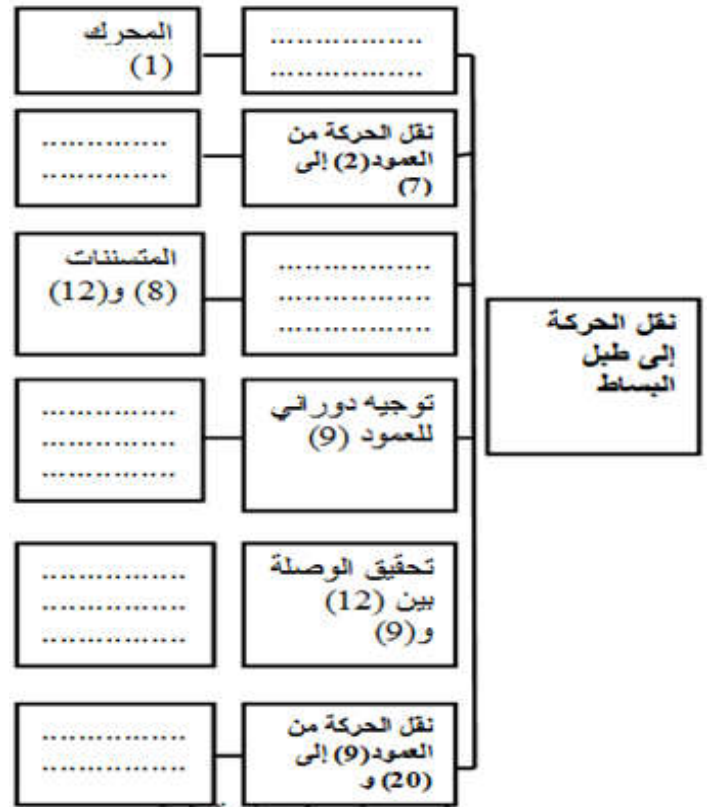 المحرك
(1)
................
................
..............
..............
نقل الحركة من
العمود(2) إلى
(7)
المتسننات
(8) و(12)
................
................
................
نقل الحركة
إلى طبل
البساط
..............
..............
..............
توجيه دوراني
للعمود (9)
................
................
................
تحقيق الوصلة
بين (12)
و(9)
................
................
نقل الحركة من
العمود(9) إلى
(20) و